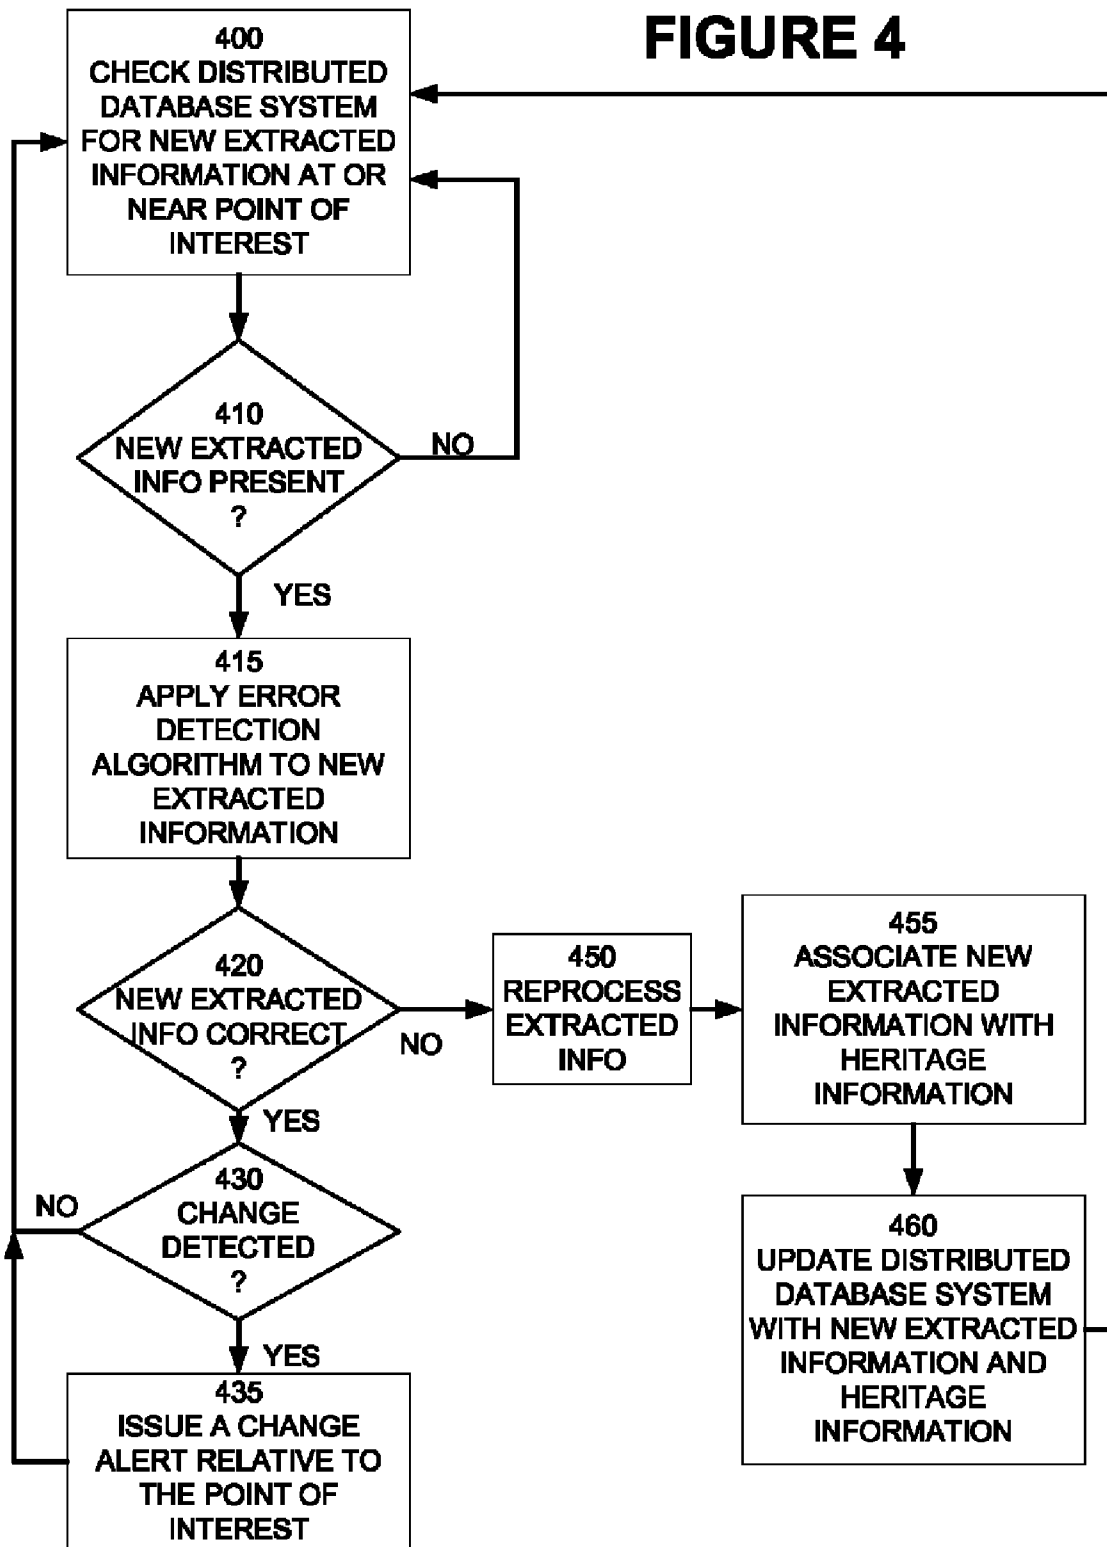 FIGURE 4
400
CHECK DISTRIBUTED
DATABASE SYSTEM
FOR NEW EXTRACTED
INFORMATION AT OR
NEAR POINT OF
INTEREST
410
NEW EXTRACTED
INFO PRESENT
?
NO
YES
415
APPLY ERROR
DETECTION
ALGORITHM TO NEW
EXTRACTED
INFORMATION
420
NEW EXTRACTED
INFO CORRECT
?
NO
YES
430
CHANGE
DETECTED
?
NO
YES
435
ISSUE A CHANGE
ALERT RELATIVE TO
THE POINT OF
INTEREST
450
REPROCESS
EXTRACTED
INFO
455
ASSOCIATE NEW
EXTRACTED
INFORMATION WITH
HERITAGE
INFORMATION
460
UPDATE DISTRIBUTED
DATABASE SYSTEM
WITH NEW EXTRACTED
INFORMATION AND
HERITAGE
INFORMATION